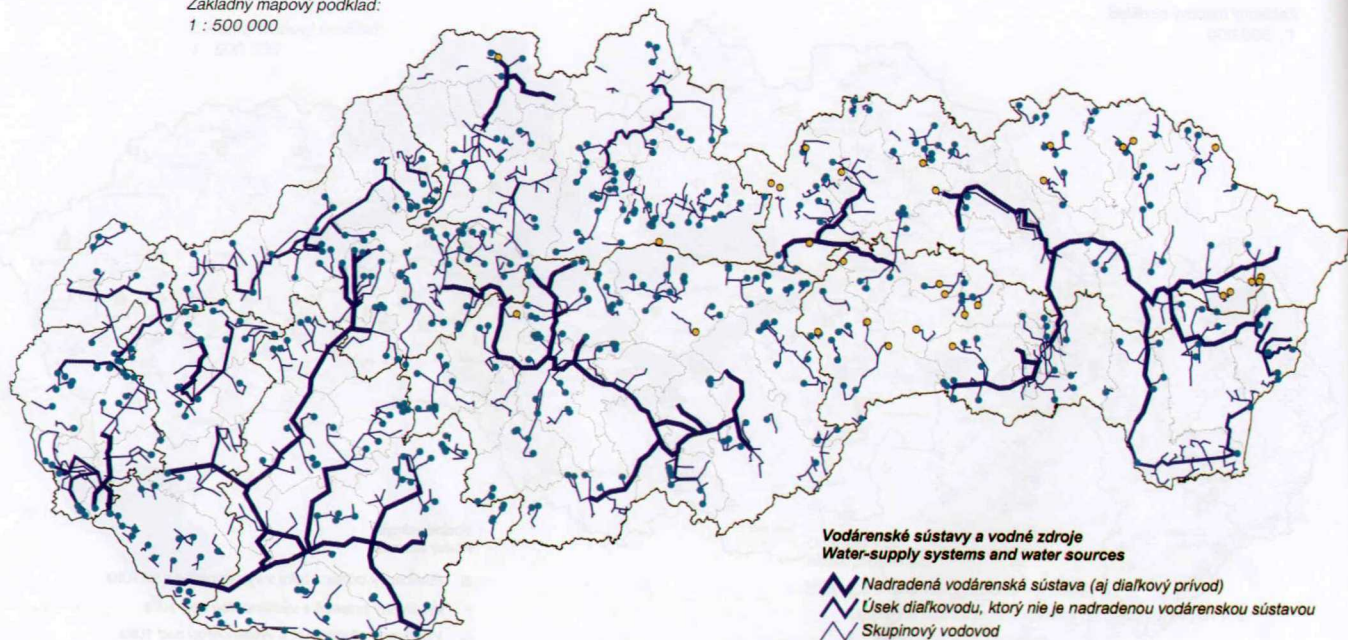 Základný mapový podklad:
1 : 500 000
Vodárenské sústavy a vodné zdroje
Water-supply systems and water sources
Nadradená vodárenská sústava (aj diaľkový prívod)
Úsek diaľkovodu, ktorý nie je nadradenou vodárenskou sústavou
Skupinový vodovod